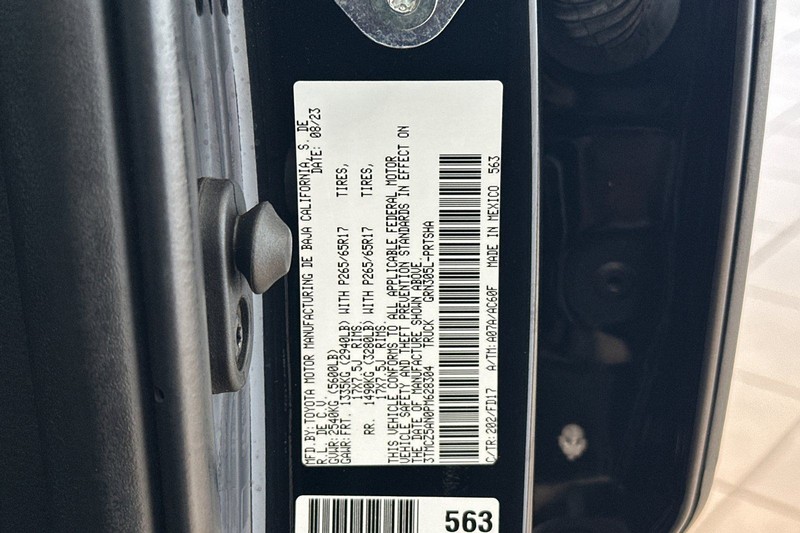 MFD.BY:TOYOTA MOTOR MANUFACTURING DE BAJA CALIFORNIA, S. DE
R.L. DE C.V. DATE: 08/23
GVWR:2540KG (5600LB)
GAWR:FRT. 1335KG (2940LB) WITH P265/65R17 TIRES,
17X7.5J RIMS.
RR. 1490KG (3280LB) WITH P265/65R17 TIRES,
17X7.5J RIMS.
THIS VEHICLE CONFORMS TO ALL APPLICABLE FEDERAL MOTOR
VEHICLE SAFETY AND THEFT PREVENTION STANDARDS IN EFFECT ON
THE DATE OF MANUFACTURE SHOWN ABOVE.
3TMCZ5AN0PM628304 TRUCK GRN305L-PRTSHA
C/TR:202/FD17 A/TM:A07A/AC60F MADE IN MEXICO 563
563